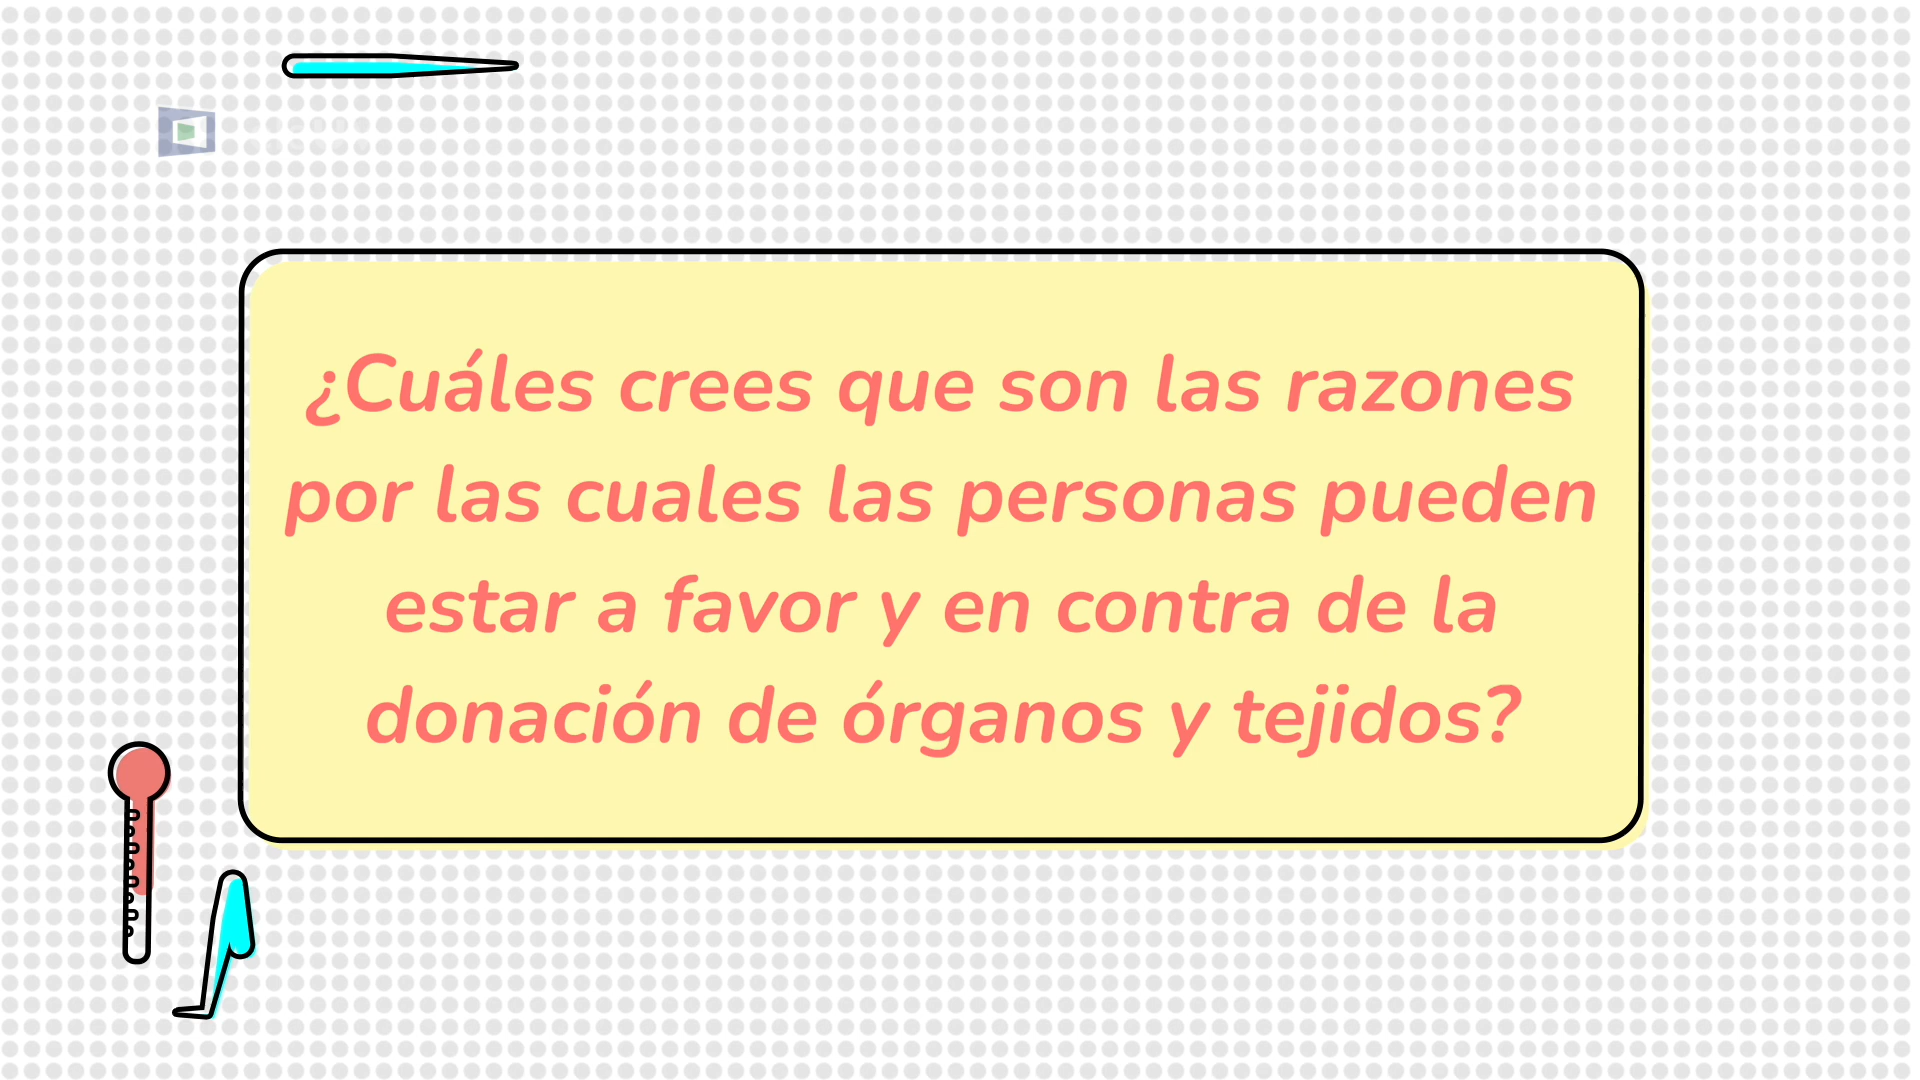 ¿Cuáles crees que son las razones
por las cuales las personas pueden
estar a favor y en contra de la
donación de órganos y tejidos?